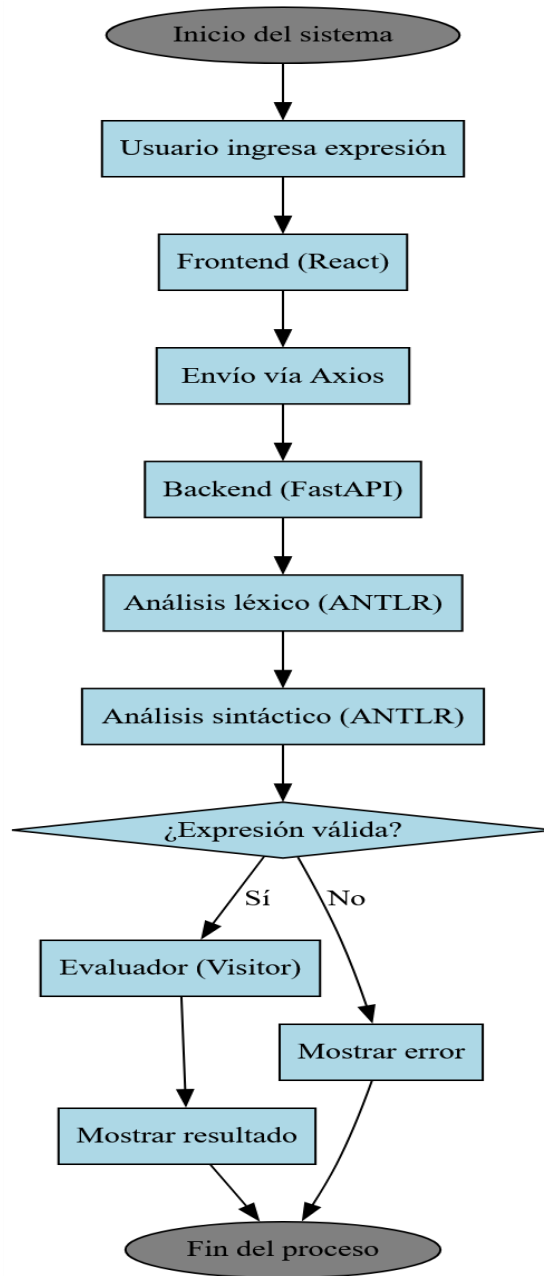 Inicio del sistema
Usuario ingresa expresión
Frontend (React)
Envío vía Axios
Backend (FastAPI)
Análisis léxico (ANTLR)
Análisis sintáctico (ANTLR)
¿Expresión válida?
Sí
No
Evaluador (Visitor)
Mostrar error
Mostrar resultado
Fin del proceso